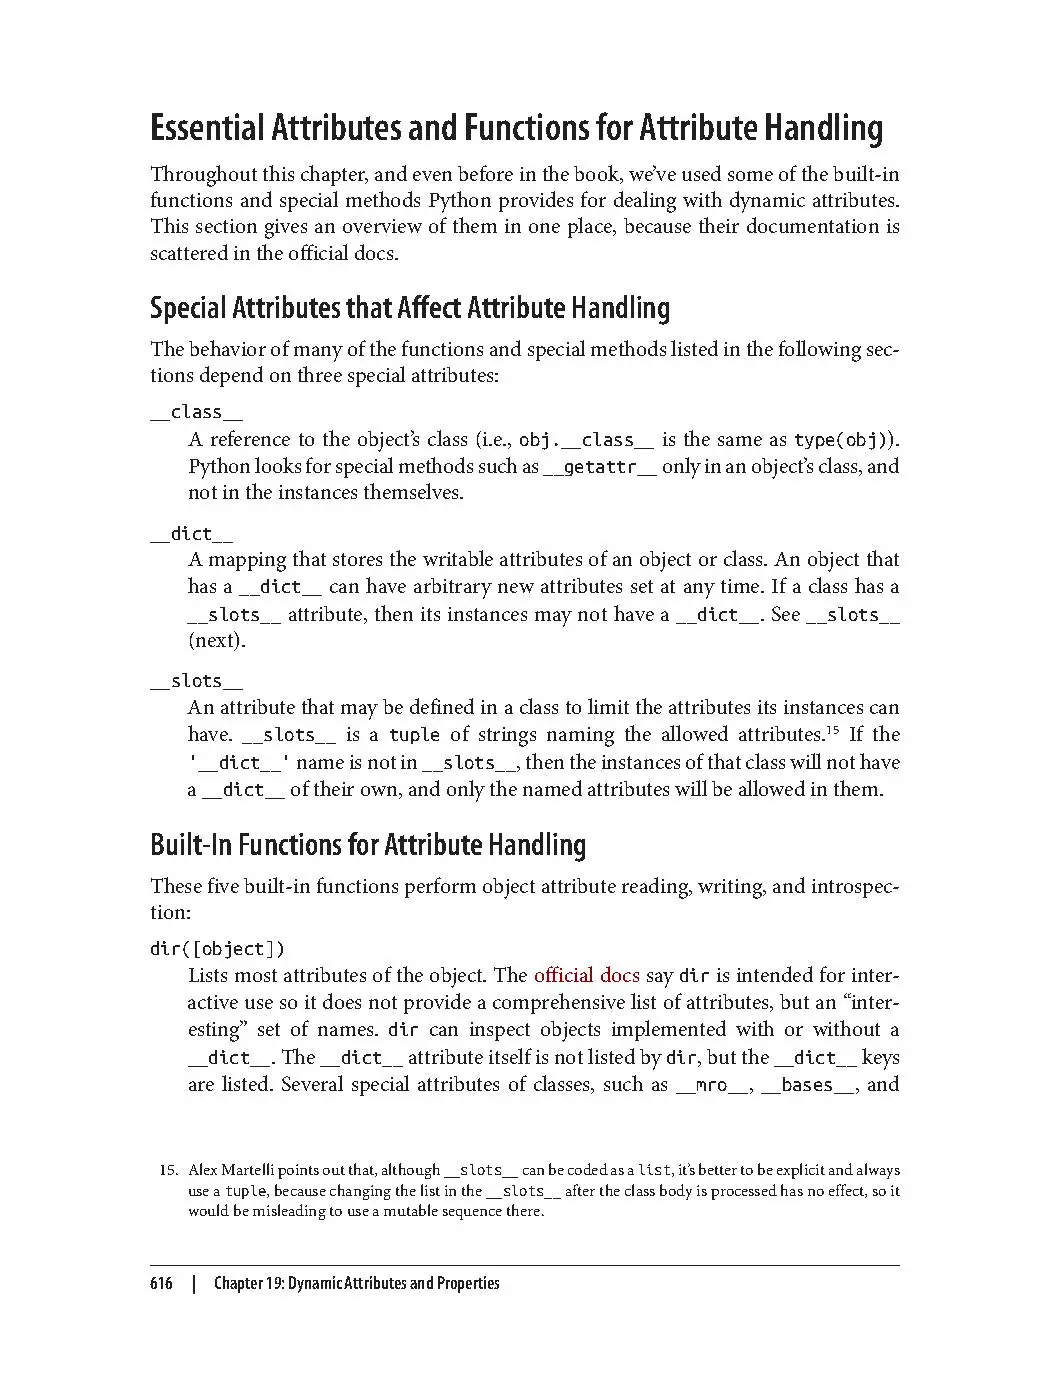 Essential Attributes and Functions for Attribute Handling
Throughout this chapter, and even before in the book, we’ve used some of the built-in
functions and special methods Python provides for dealing with dynamic attributes.
This section gives an overview of them in one place, because their documentation is
scattered in the official docs.
Special Attributes that Affect Attribute Handling
The behavior of many of the functions and special methods listed in the following sec-
tions depend on three special attributes:
__class__
A reference to the object’s class (i.e., obj.__class__ is the same as type(obj)).
Python looks for special methods such as __getattr__ only in an object’s class, and
not in the instances themselves.
__dict__
A mapping that stores the writable attributes of an object or class. An object that
has a __dict__ can have arbitrary new attributes set at any time. If a class has a
__slots__ attribute, then its instances may not have a __dict__. See __slots__
(next).
__slots__
An attribute that may be defined in a class to limit the attributes its instances can
have. __slots__ is a tuple of strings naming the allowed attributes.15 If the
'__dict__' name is not in __slots__, then the instances of that class will not have
a __dict__ of their own, and only the named attributes will be allowed in them.
Built-In Functions for Attribute Handling
These five built-in functions perform object attribute reading, writing, and introspec-
tion:
dir([object])
Lists most attributes of the object. The official docs say dir is intended for inter-
active use so it does not provide a comprehensive list of attributes, but an “inter-
esting” set of names. dir can inspect objects implemented with or without a
__dict__. The __dict__ attribute itself is not listed by dir, but the __dict__ keys
are listed. Several special attributes of classes, such as __mro__, __bases__, and
15. Alex Martelli points out that, although __slots__ can be coded as a list, it’s better to be explicit and always
use a tuple, because changing the list in the __slots__ after the class body is processed has no effect, so it
would be misleading to use a mutable sequence there.
616 | Chapter 19: Dynamic Attributes and Properties